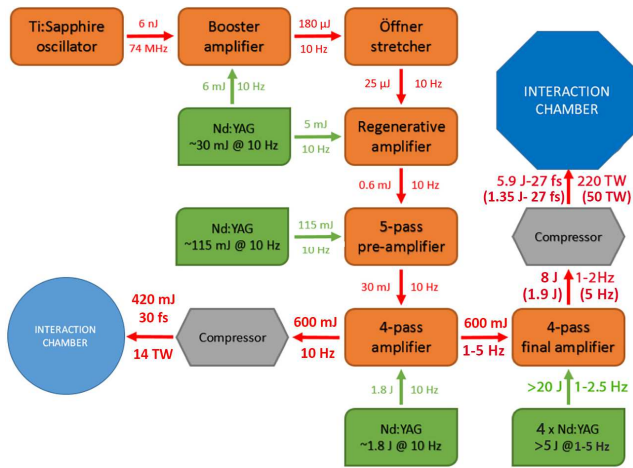 Ti:Sapphire
oscillator
6 nJ
74 MHz
Booster
amplifier
180 µJ
10 Hz
Öffner
stretcher
6 mJ 10 Hz
25 µJ 10 Hz
Nd:YAG
~30 mJ @ 10 Hz
5 mJ
10 Hz
Regenerative
amplifier
INTERACTION
CHAMBER
0.6 mJ 10 Hz
5.9 J-27 fs 220 TW
(1.35 J- 27 fs) (50 TW)
Nd:YAG
~115 mJ @ 10 Hz
115 mJ
10 Hz
5-pass
pre-amplifier
Compressor
30 mJ 10 Hz
8 J 1-2Hz
(1.9 J) (5 Hz)
INTERACTION
CHAMBER
420 mJ
30 fs
14 TW
Compressor
600 mJ
10 Hz
4-pass
amplifier
600 mJ
1-5 Hz
4-pass
final amplifier
1.8 J 10 Hz
>20 J 1-2.5 Hz
Nd:YAG
~1.8 J @ 10 Hz
4 x Nd:YAG
>5 J @1-5 Hz